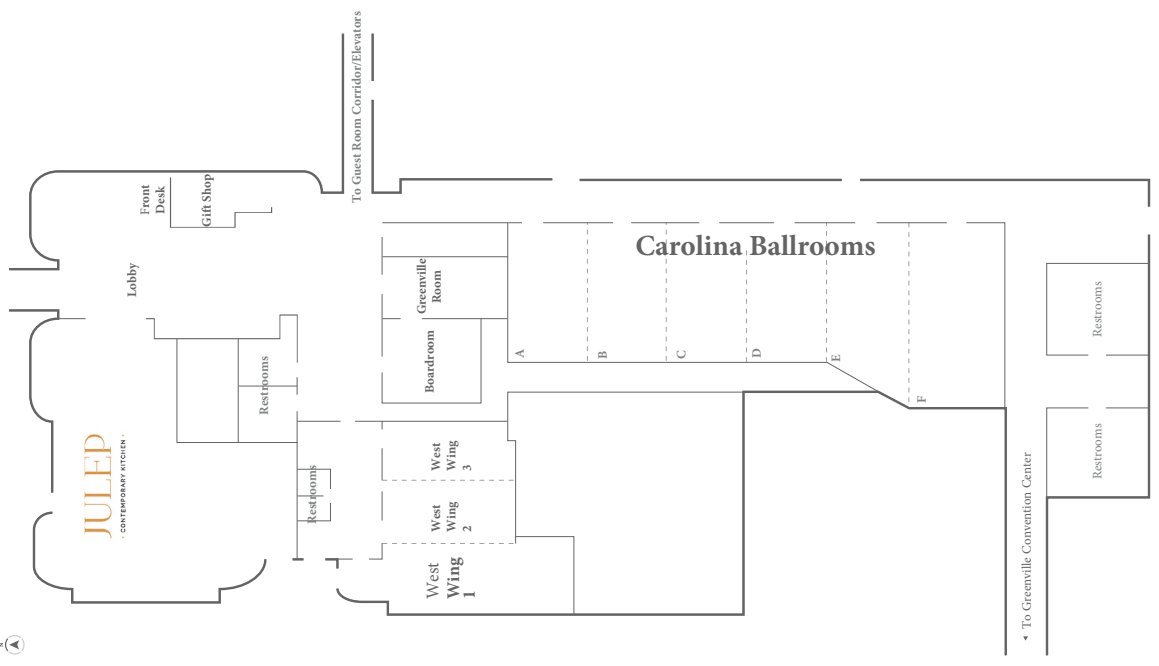 To Guest Room Corridor/Elevators
Front
Desk
Gift Shop
Lobby
Carolina Ballrooms
Greenville
Room
Boardroom
A
B
C
D
E
F
Restrooms
Restrooms
Restrooms
Restrooms
JULEP
· CONTEMPORARY KITCHEN ·
West
Wing
3
West
Wing
2
West
Wing
1
To Greenville Convention Center
N